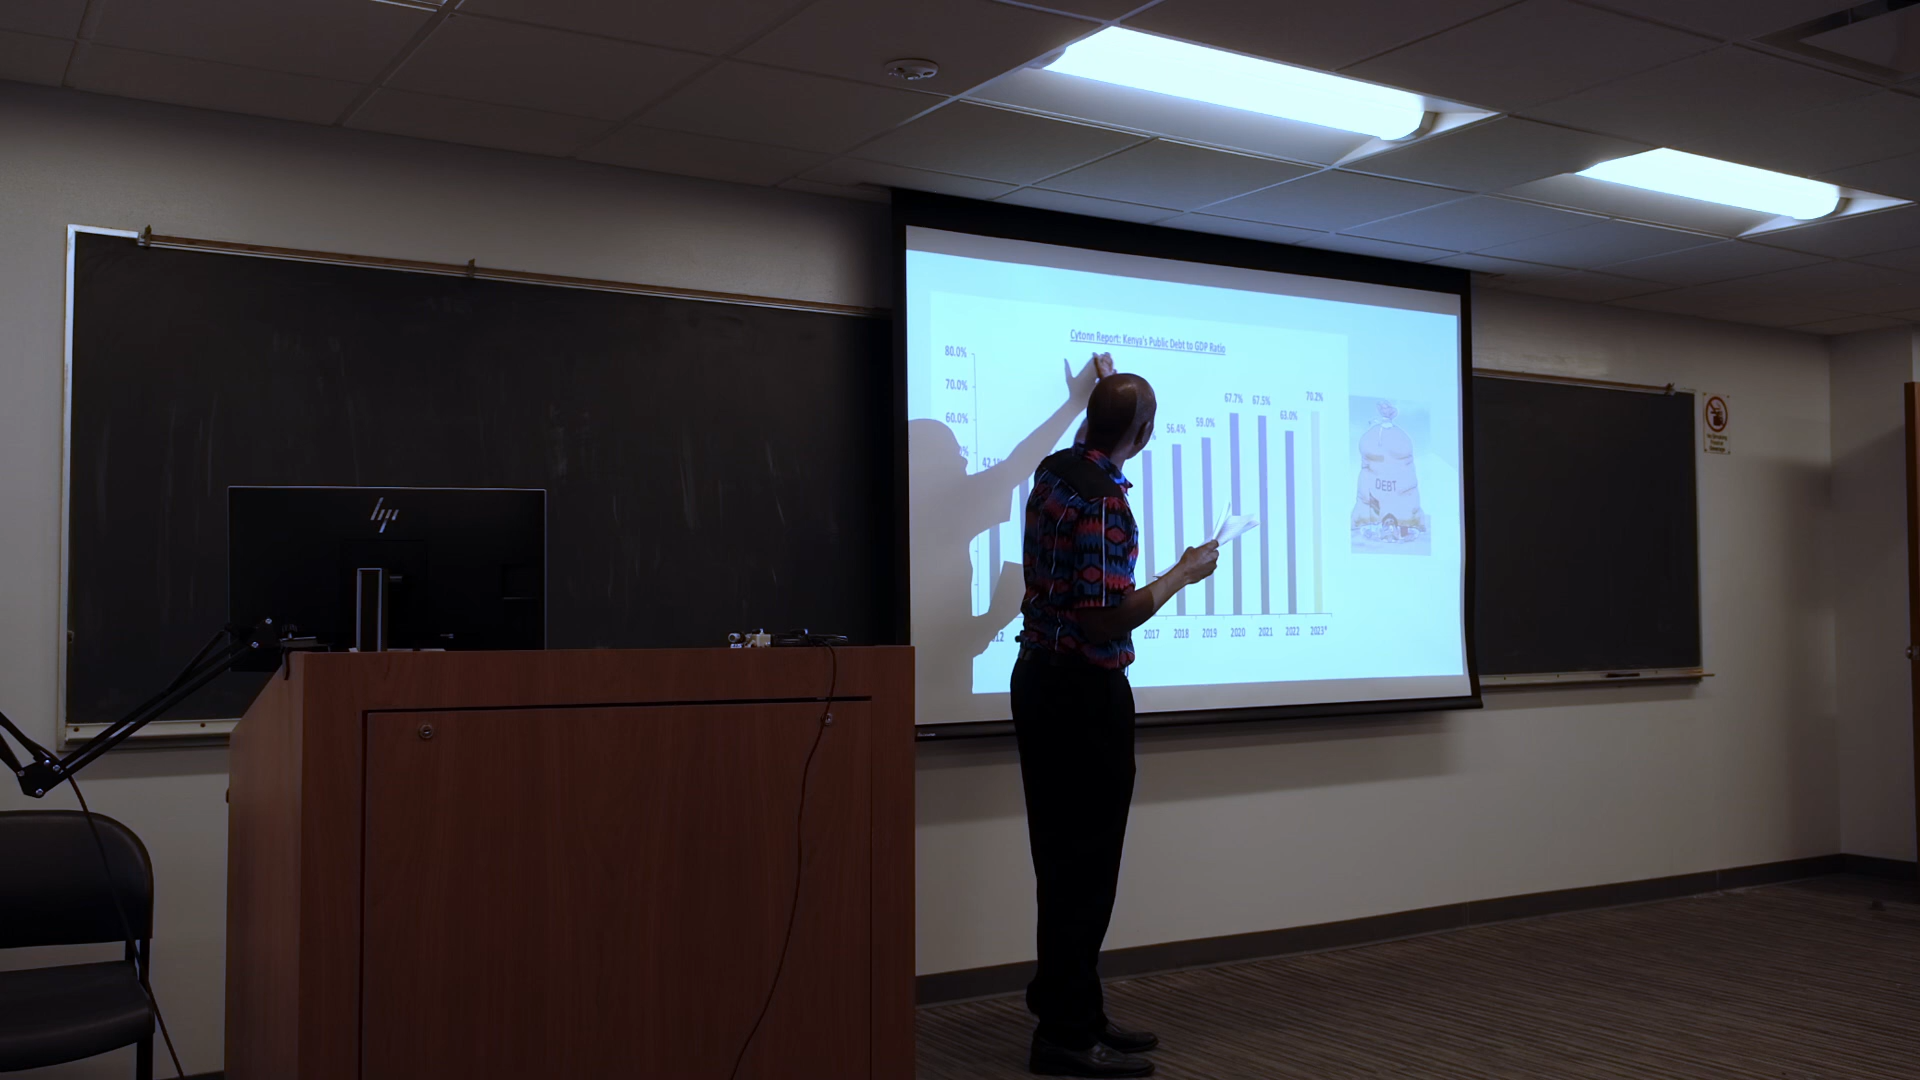 hp
Cytonn Report: Kenya's Public Debt to GDP Ratio
80.0%
70.0%
60.0%
67.7% 67.5% 63.0% 70.2%
56.4% 59.0%
42.1%
DEBT
2017 2018 2019 2020 2021 2022 2023*